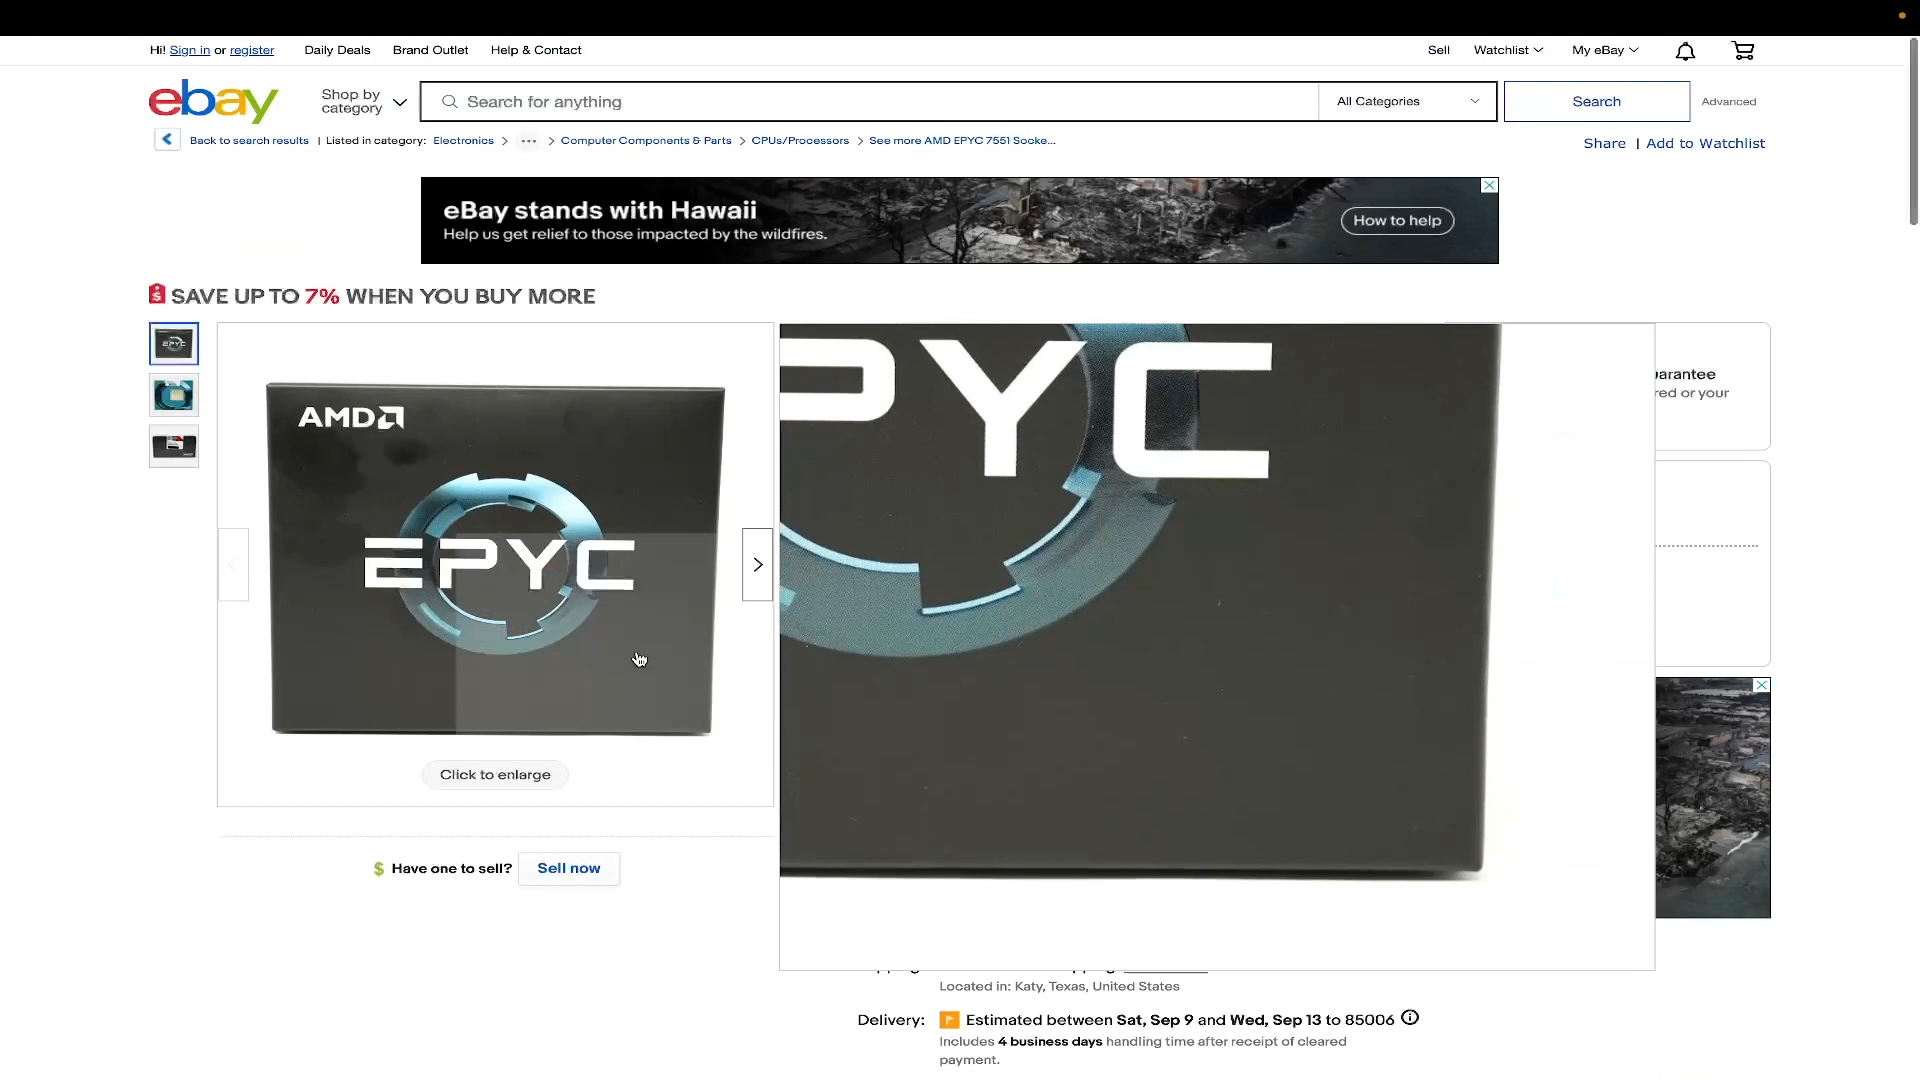 Hi! Sign in or register Daily Deals Brand Outlet Help & Contact Sell Watchlist My eBay
ebay Shop by category Search for anything All Categories Search Advanced
Back to search results | Listed in category: Electronics > ... > Computer Components & Parts > CPUs/Processors > See more AMD EPYC 7551 Socke... Share | Add to Watchlist
eBay stands with Hawaii
Help us get relief to those impacted by the wildfires.
How to help
$ SAVE UP TO 7% WHEN YOU BUY MORE
EPYC
AMD
EPYC
PYC
arantee
red or your
Click to enlarge
$ Have one to sell? Sell now
Located in: Katy, Texas, United States
Delivery: Estimated between Sat, Sep 9 and Wed, Sep 13 to 85006
Includes 4 business days handling time after receipt of cleared
payment.